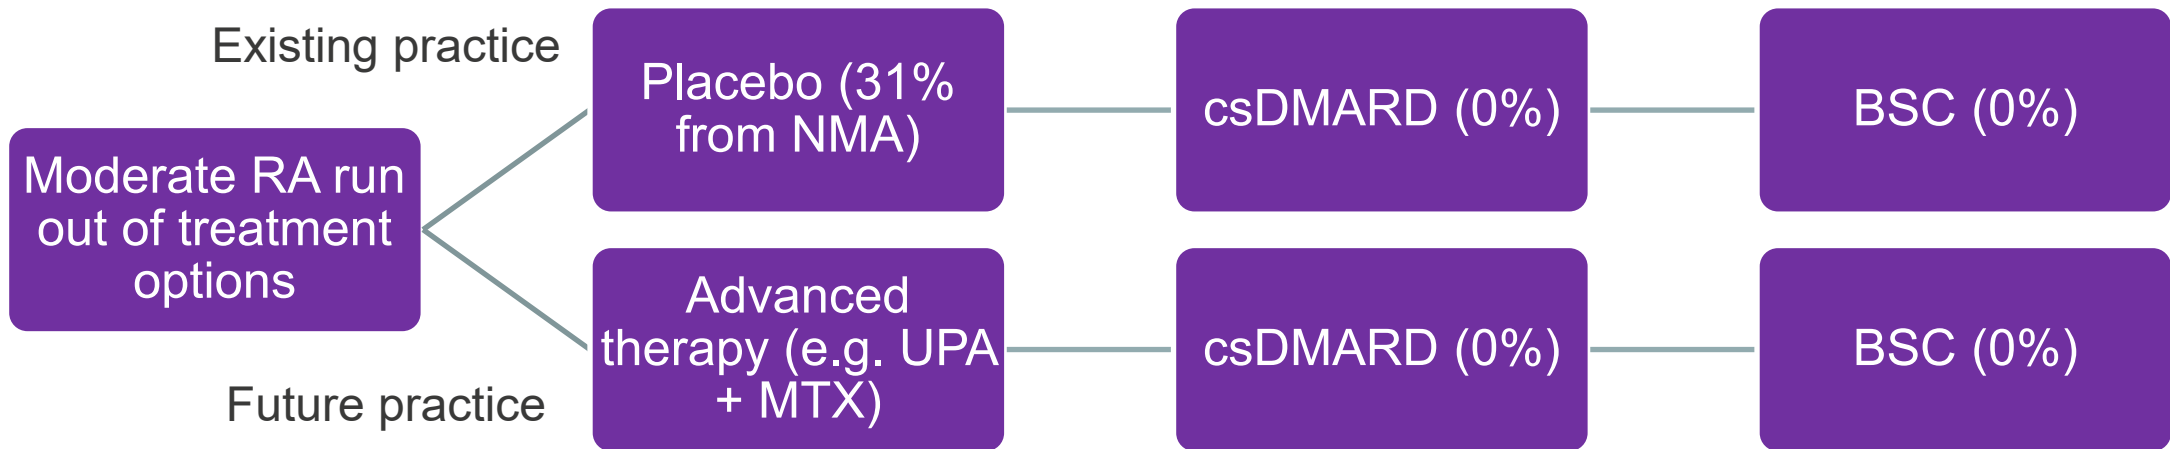 Existing practice
Placebo (31%
from NMA)
csDMARD (0%)
BSC (0%)
Moderate RA run
out of treatment
options
Advanced
therapy (e.g. UPA
+ MTX)
csDMARD (0%)
BSC (0%)
Future practice